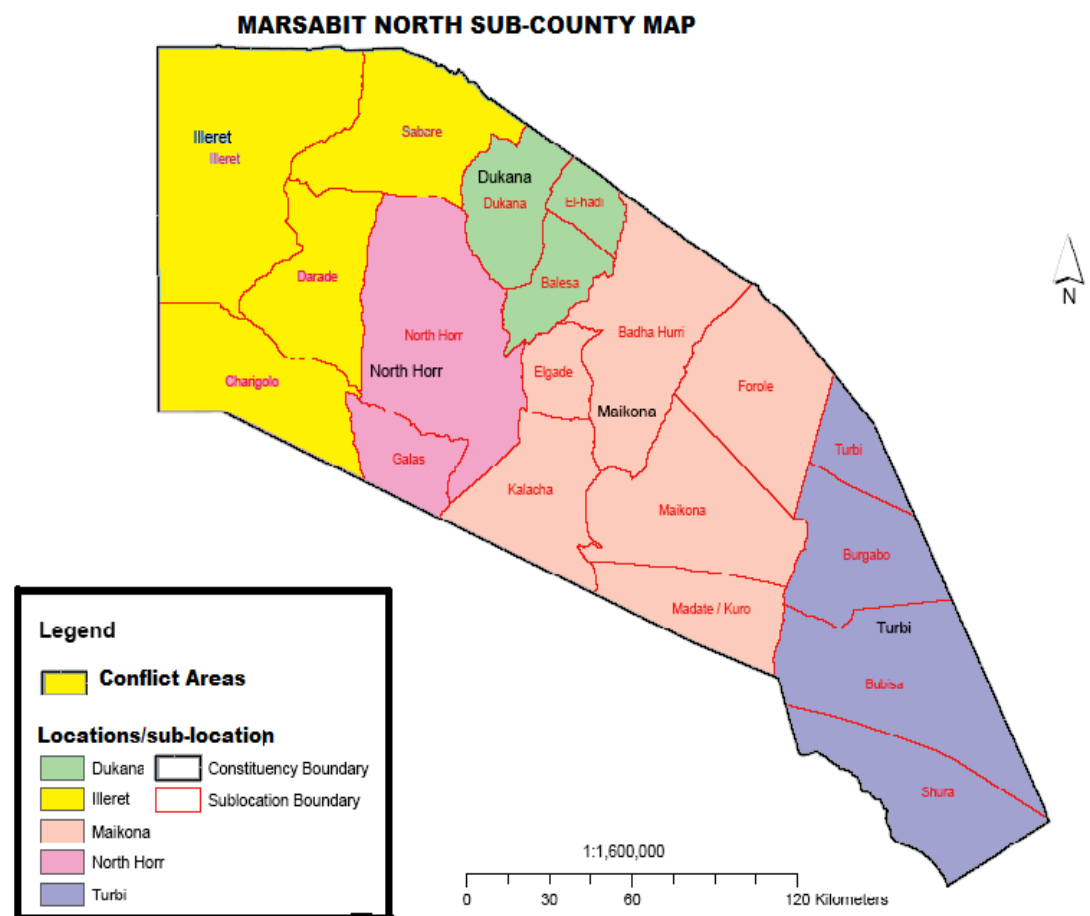 MARSABIT NORTH SUB-COUNTY MAP
Illeret
Illeret
Sabare
Dukana
Dukana
El-hadi
Darade
Balesa
North Horr
Badha Hurri
North Horr
Elgade
Charigolo
Forole
Maikona
Galas
Turbi
Kalacha
Maikona
Burgabo
Madate / Kuro
Turbi
Bubisa
Shura
N
Legend
Conflict Areas
Locations/sub-location
Dukana
Constituency Boundary
Illeret
Sublocation Boundary
Maikona
North Horr
Turbi
1:1,600,000
0 30 60 120 Kilometers